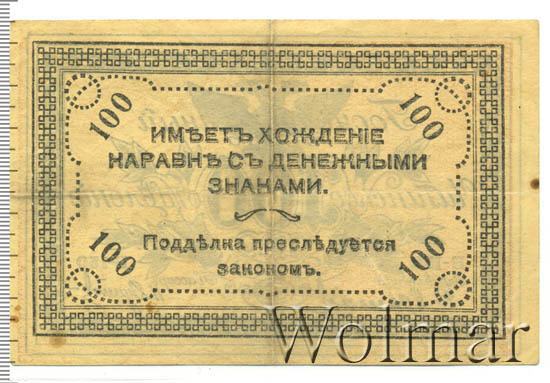 100 100
ИМѢЕТЪ ХОЖДЕНІЕ
НАРАВНѢ СЪ ДЕНЕЖНЫМИ
ЗНАКАМИ.
Поддѣлка преслѣдуется
закономъ.
100 100
Wolmar